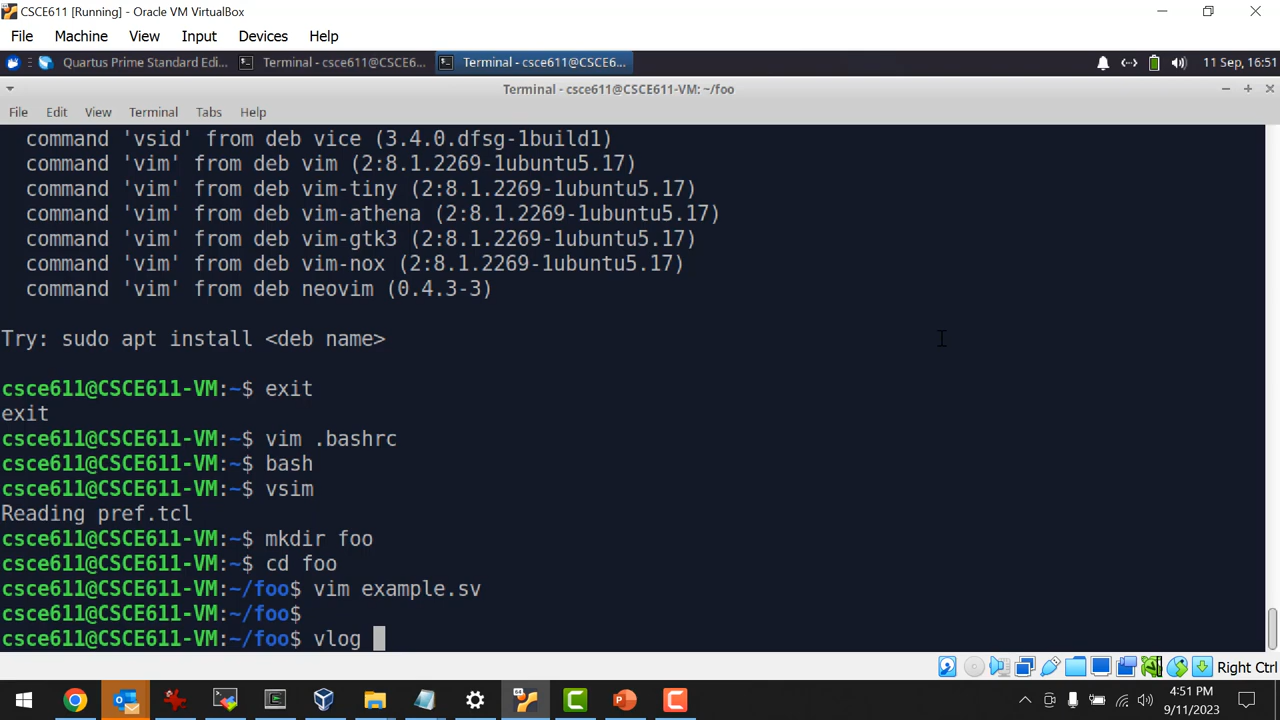 CSCE611 [Running] - Oracle VM VirtualBox
File Machine View Input Devices Help
Quartus Prime Standard Edi... Terminal - csce611@CSCE6... Terminal - csce611@CSCE6... 11 Sep, 16:51
Terminal - csce611@CSCE611-VM: ~/foo
File Edit View Terminal Tabs Help
command 'vsid' from deb vice (3.4.0.dfsg-1build1)
command 'vim' from deb vim (2:8.1.2269-1ubuntu5.17)
command 'vim' from deb vim-tiny (2:8.1.2269-1ubuntu5.17)
command 'vim' from deb vim-athena (2:8.1.2269-1ubuntu5.17)
command 'vim' from deb vim-gtk3 (2:8.1.2269-1ubuntu5.17)
command 'vim' from deb vim-nox (2:8.1.2269-1ubuntu5.17)
command 'vim' from deb neovim (0.4.3-3)
Try: sudo apt install <deb name>
csce611@CSCE611-VM:~$ exit
exit
csce611@CSCE611-VM:~$ vim .bashrc
csce611@CSCE611-VM:~$ bash
csce611@CSCE611-VM:~$ vsim
Reading pref.tcl
csce611@CSCE611-VM:~$ mkdir foo
csce611@CSCE611-VM:~$ cd foo
csce611@CSCE611-VM:~/foo$ vim example.sv
csce611@CSCE611-VM:~/foo$
csce611@CSCE611-VM:~/foo$ vlog
Right Ctrl
4:51 PM
9/11/2023